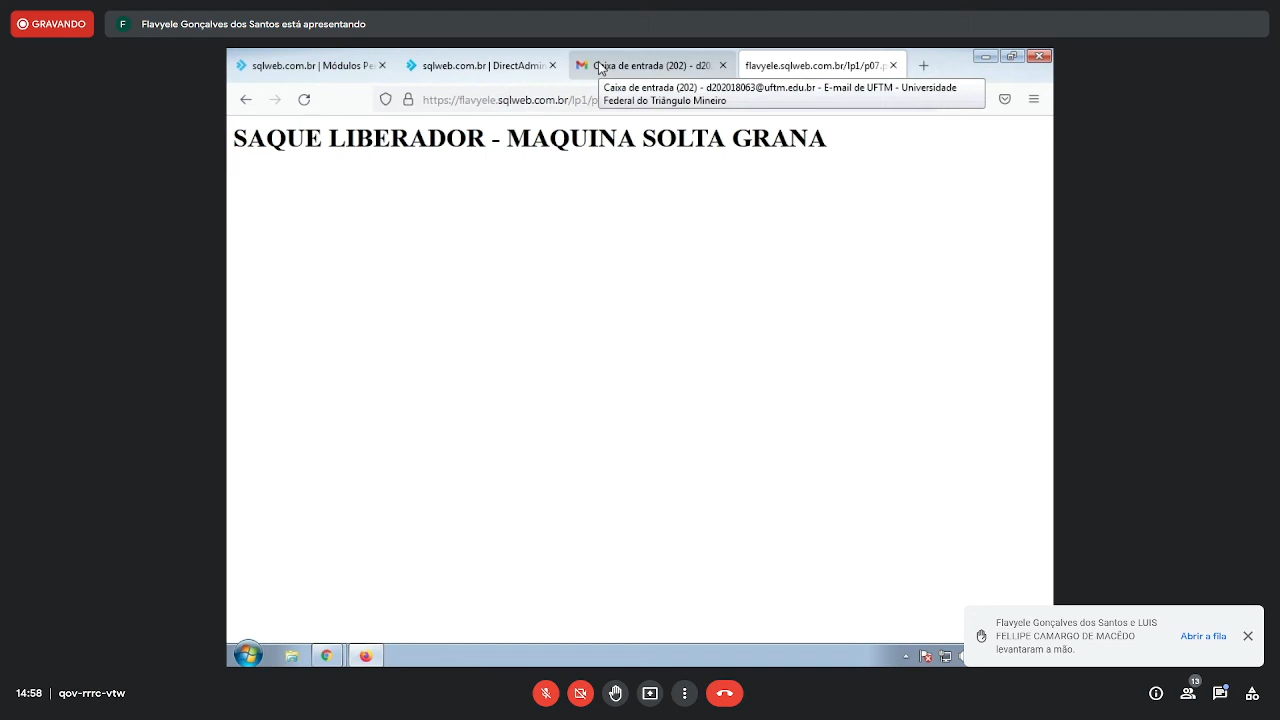 GRAVANDO
F Flavyele Gonçalves dos Santos está apresentando
sqlweb.com.br | Módulos Pe
sqlweb.com.br | DirectAdmin
Caixa de entrada (202) - d20
flavyele.sqlweb.com.br/lp1/p07.p
https://flavyele.sqlweb.com.br/lp1/p
Caixa de entrada (202) - d202018063@uftm.edu.br - E-mail de UFTM - Universidade
Federal do Triângulo Mineiro
SAQUE LIBERADOR - MAQUINA SOLTA GRANA
Flavyele Gonçalves dos Santos e LUIS
FELLIPE CAMARGO DE MACÊDO
levantaram a mão.
Abrir a fila
14:58 | qov-rrrc-vtw
13